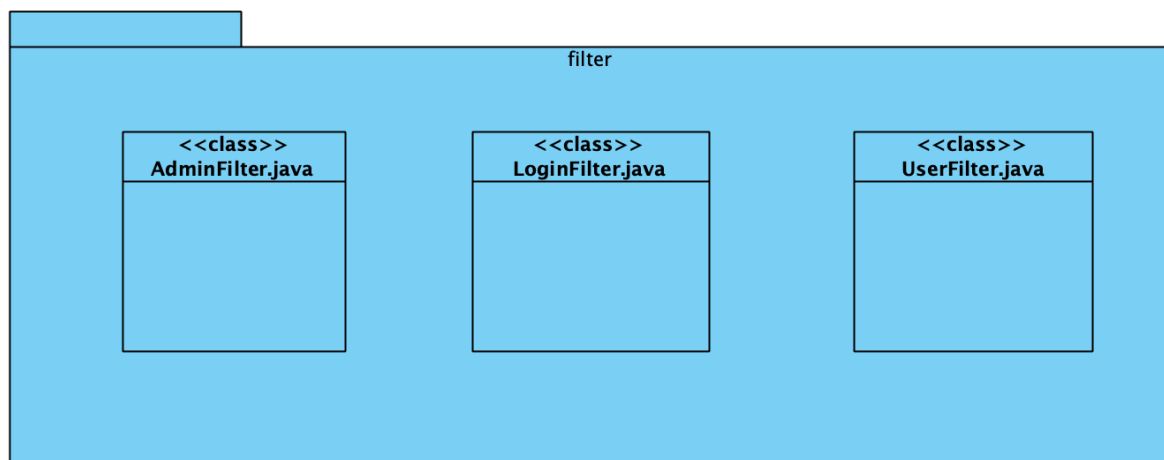 filter
<<class>>
AdminFilter.java
<<class>>
LoginFilter.java
<<class>>
UserFilter.java